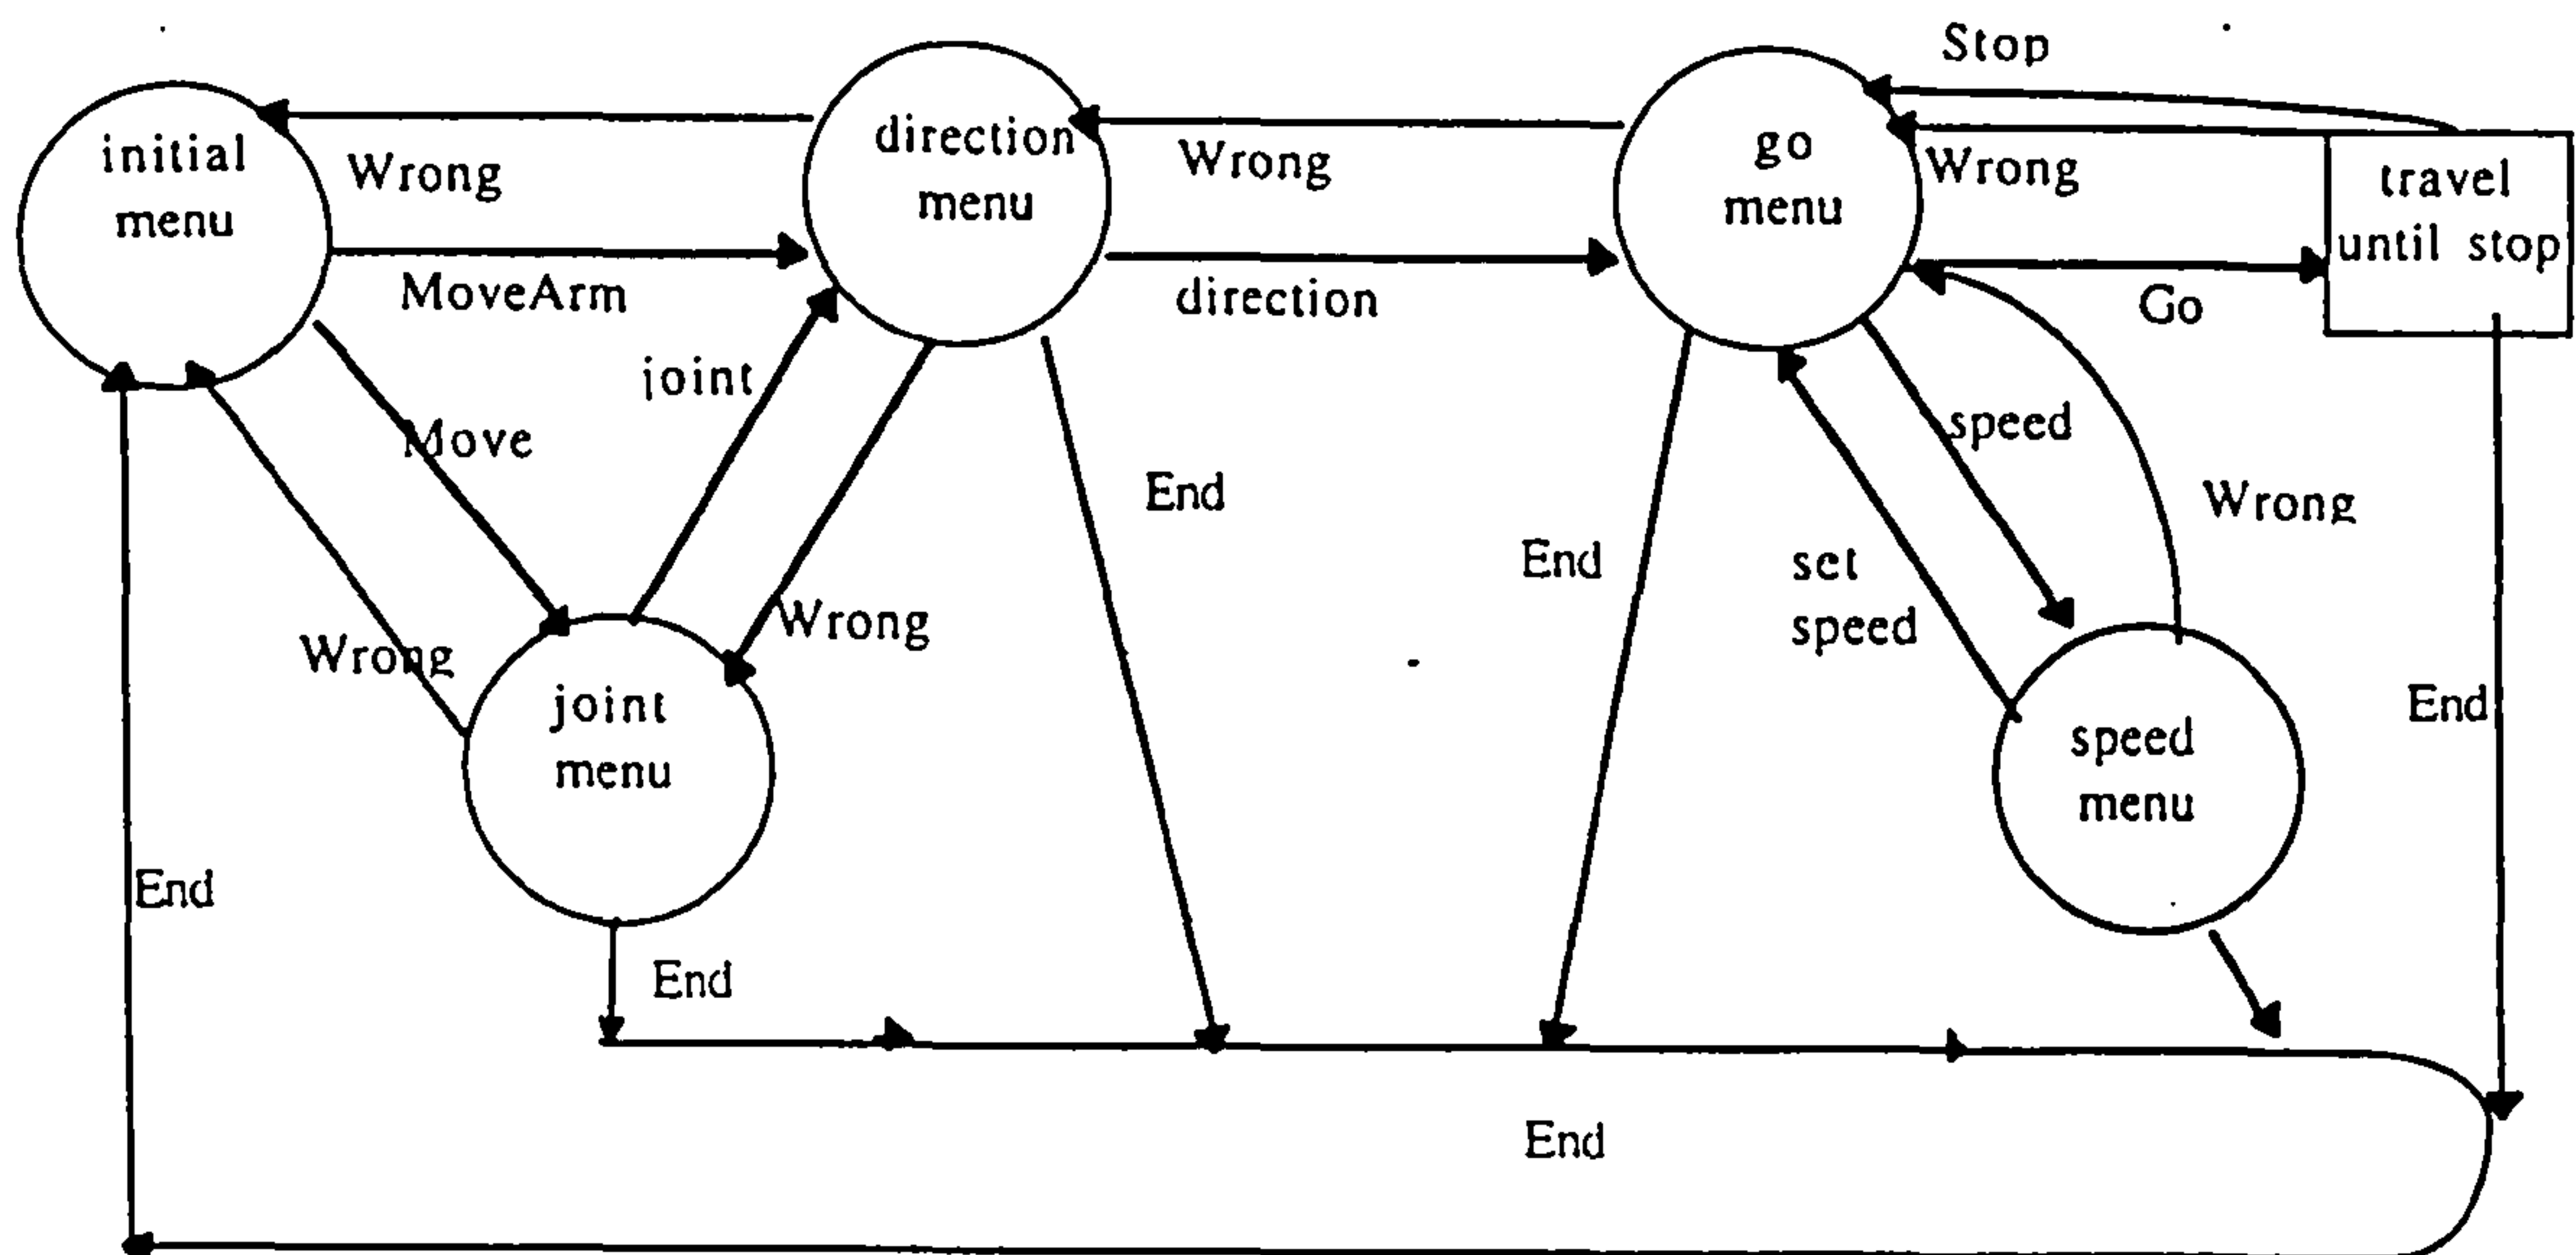 Stop
initial
menu
direction
menu
go
menu
travel
until stop
Wrong
Wrong
Wrong
MoveArm
direction
Go
joint
Move
speed
End
Wrong
End
set
speed
Wrong
Wrong
joint
menu
speed
menu
End
End
End
End